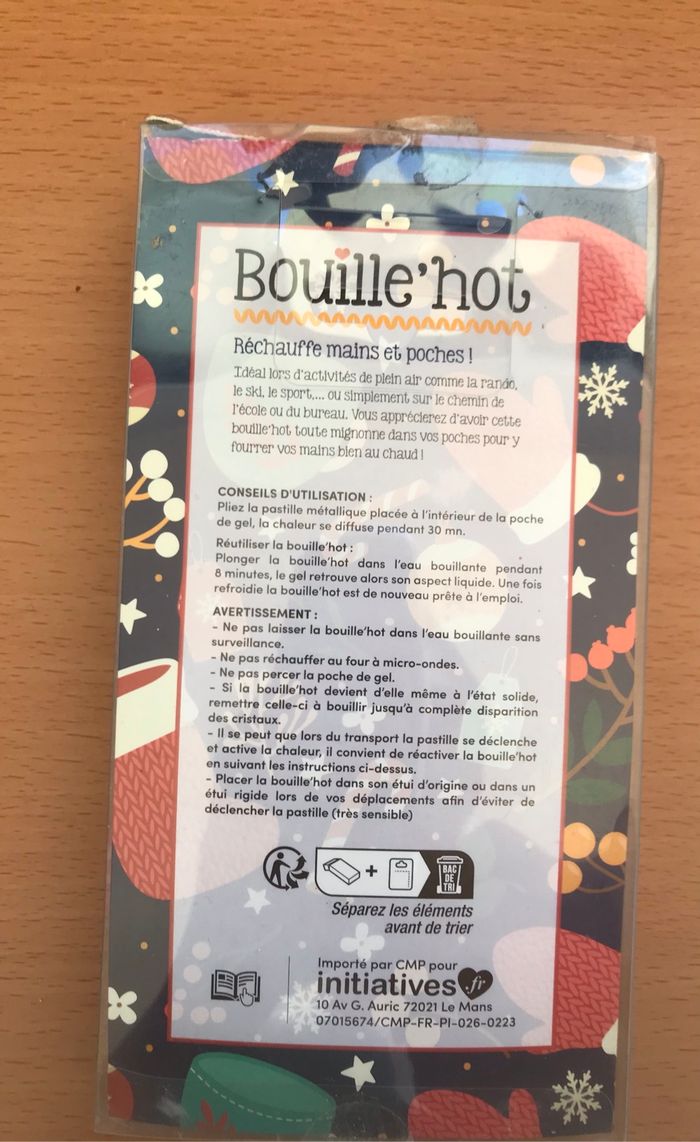 Bouille'hot
Réchauffe mains et poches !
Idéal lors d'activités de plein air comme la rando,
le ski, le sport,... ou simplement sur le chemin de
l'école ou du bureau. Vous apprécierez d'avoir cette
bouille'hot toute mignonne dans vos poches pour y
fourrer vos mains bien au chaud !
CONSEILS D'UTILISATION :
Pliez la pastille métallique placée à l'intérieur de la poche
de gel, la chaleur se diffuse pendant 30 mn.
Réutiliser la bouille'hot :
Plonger la bouille'hot dans l'eau bouillante pendant
8 minutes, le gel retrouve alors son aspect liquide. Une fois
refroidie la bouille'hot est de nouveau prête à l'emploi.
AVERTISSEMENT :
- Ne pas laisser la bouille'hot dans l'eau bouillante sans
surveillance.
- Ne pas réchauffer au four à micro-ondes.
- Ne pas percer la poche de gel.
- Si la bouille'hot devient d'elle même à l'état solide,
remettre celle-ci à bouillir jusqu'à complète disparition
des cristaux.
- Il se peut que lors du transport la pastille se déclenche
et active la chaleur, il convient de réactiver la bouille'hot
en suivant les instructions ci-dessus.
- Placer la bouille'hot dans son étui d'origine ou dans un
étui rigide lors de vos déplacements afin d'éviter de
déclencher la pastille (très sensible)
+
BAC
DE
TRI
Séparez les éléments
avant de trier
Importé par CMP pour
initiatives.fr
10 Av G. Auric 72021 Le Mans
07015674/CMP-FR-PI-026-0223